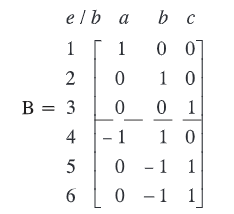 e / b a b c
1 1 0 0
2 0 1 0
B = 3 0 0 1
4 -1 1 0
5 0 -1 1
6 0 -1 1